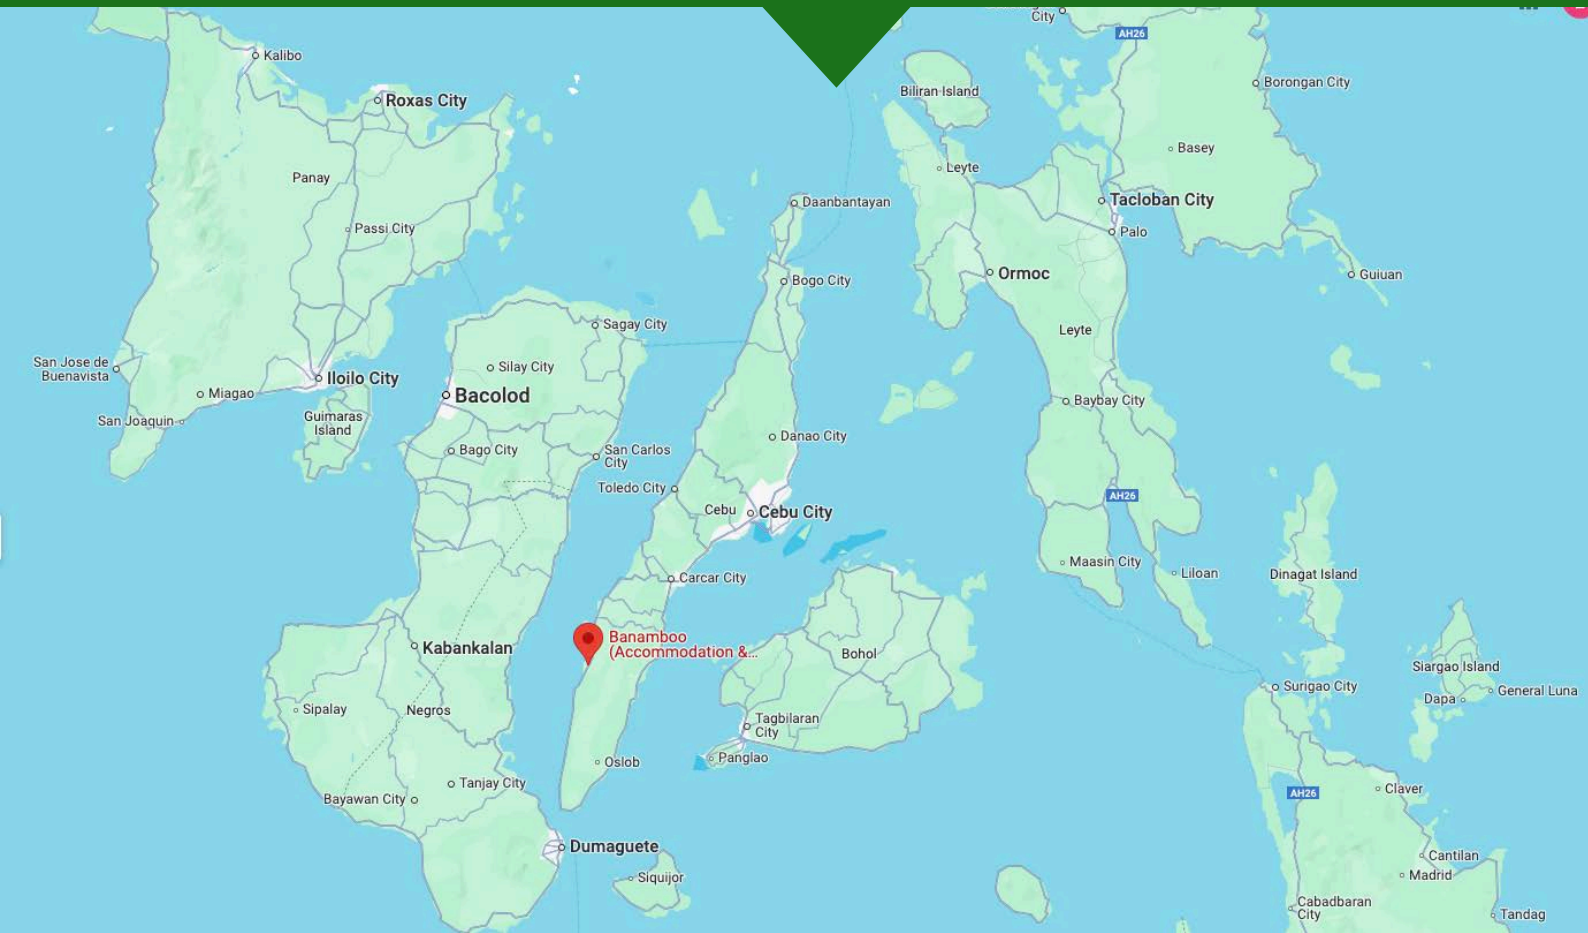 City
AH26
Kalibo
Borongan City
Biliran Island
Roxas City
Basey
Leyte
Panay
Daanbantayan
Tacloban City
Passi City
Palo
Ormoc
Guiuan
Bogo City
Sagay City
Leyte
San Jose de
Buenavista
Silay City
Iloilo City
Miagao
Bacolod
Baybay City
San Joaquin
Guimaras
Island
Danao City
Bago City
San Carlos
City
Toledo City
AH26
Cebu
Cebu City
Maasin City
Liloan
Dinagat Island
Carcar City
Banamboo
(Accommodation &...
Kabankalan
Bohol
Siargao Island
Surigao City
General Luna
Dapa
Sipalay
Negros
Tagbilaran
City
Panglao
Oslob
Tanjay City
Bayawan City
AH26
Claver
Dumaguete
Cantilan
Madrid
Siquijor
Cabadbaran
City
Tandag